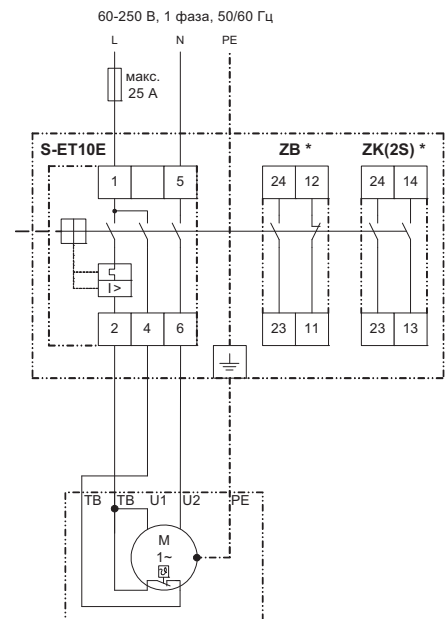 60-250 В, 1 фаза, 50/60 Гц
L N PE
макс.
25 A
S-ET10E ZB * ZK(2S) *
1 5 24 12 24 14
I>
2 4 6 23 11 23 13
TB TB U1 U2 PE
M
1~